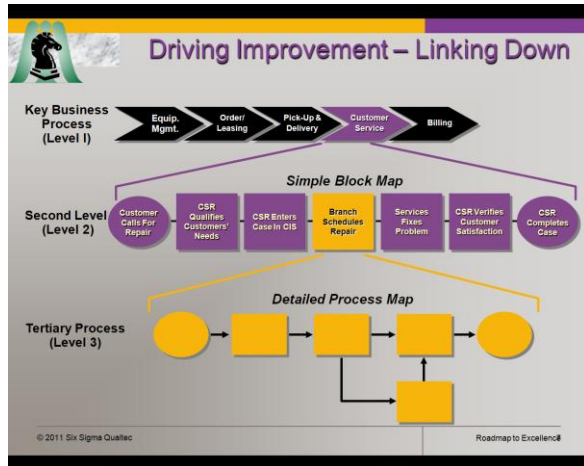 Driving Improvement – Linking Down
Key Business
Process
(Level I)
Equip.
Mgmt.
Order/
Leasing
Pick-Up &
Delivery
Customer
Service
Billing
Simple Block Map
Second Level
(Level 2)
Customer
Calls For
Repair
CSR
Qualifies
Customers'
Needs
CSR Enters
Case In CIS
Branch
Schedules
Repair
Services
Fixes
Problem
CSR Verifies
Customer
Satisfaction
CSR
Completes
Case
Detailed Process Map
Tertiary Process
(Level 3)
© 2011 Six Sigma Qualtec
Roadmap to Excellence